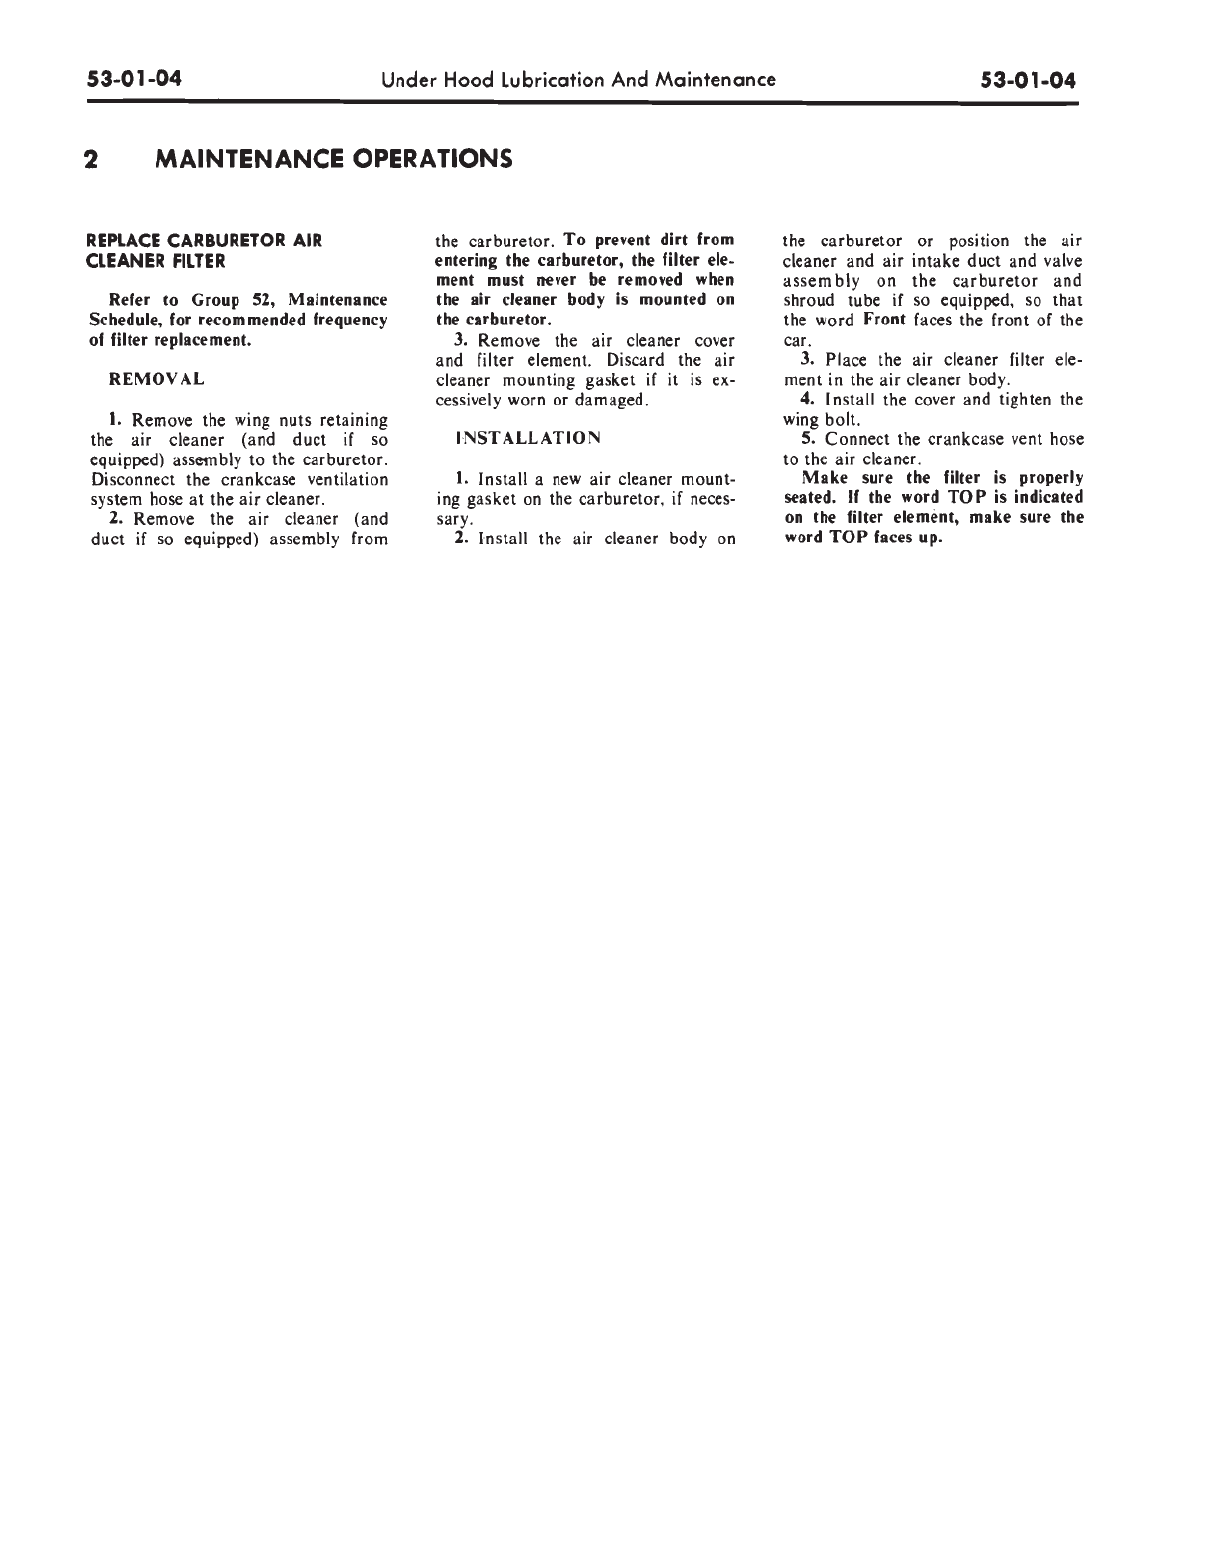 53-01-04 Under Hood Lubrication And Maintenance 53-01-04
2 MAINTENANCE OPERATIONS
REPLACE CARBURETOR AIR
CLEANER FILTER
Refer to Group 52, Maintenance
Schedule, for recommended frequency
of filter replacement.
REMOVAL
1. Remove the wing nuts retaining
the air cleaner (and duct if so
equipped) assembly to the carburetor.
Disconnect the crankcase ventilation
system hose at the air cleaner.
2. Remove the air cleaner (and
duct if so equipped) assembly from
the carburetor. To prevent dirt from
entering the carburetor, the filter ele-
ment must never be removed when
the air cleaner body is mounted on
the carburetor.
3. Remove the air cleaner cover
and filter element. Discard the air
cleaner mounting gasket if it is ex-
cessively worn or damaged.
INSTALLATION
1. Install a new air cleaner mount-
ing gasket on the carburetor, if neces-
sary.
2. Install the air cleaner body on
the carburetor or position the air
cleaner and air intake duct and valve
assembly on the carburetor and
shroud tube if so equipped, so that
the word Front faces the front of the
car.
3. Place the air cleaner filter ele-
ment in the air cleaner body.
4. Install the cover and tighten the
wing bolt.
5. Connect the crankcase vent hose
to the air cleaner.
Make sure the filter is properly
seated. If the word TOP is indicated
on the filter element, make sure the
word TOP faces up.